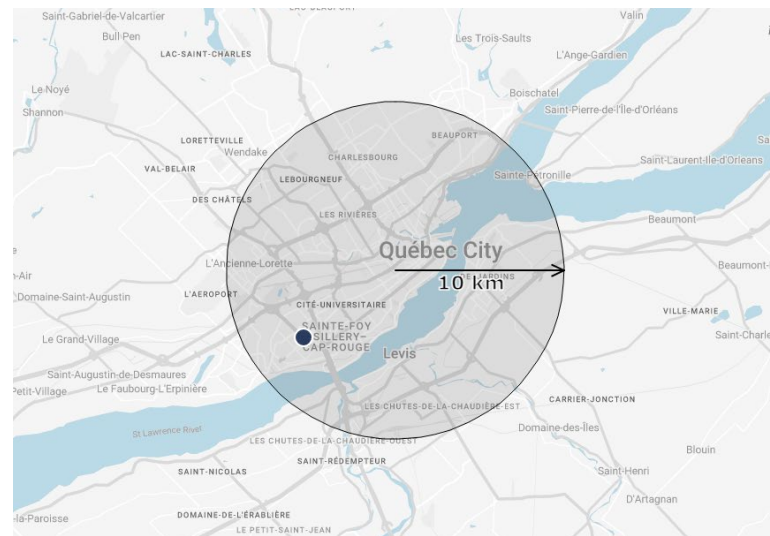 Saint-Gabriel-de-Valcartier
Valin
Bull Pen
Les Trois-Saults
LAC-SAINT-CHARLES
L'Ange-Gardien
Le Noyé
Boischatel
Shannon
Saint-Pierre-de-l'Île-d'Orléans
LORETTEVILLE
BEAUPORT
Wendake
CHARLESBOURG
VAL-BELAIR
Saint-Laurent-Ile-d'Orleans
LEBOURGNEUF
Sainte-Pétronille
DES CHÂTELS
LES RIVIÈRES
Beaumont
Québec City
L'Ancienne-Lorette
Beaumont-
-Air
DE JARDINS
10 km
L'AEROPORT
Domaine-Saint-Augustin
CITÉ-UNIVERSITAIRE
VILLE-MARIE
SAINTE-FOY
Saint-Charle
SILLERY–
Le Grand-Village
CAP-ROUGE
Levis
Saint-Augustin-de-Desmaures
Petit-Village
Le Faubourg-L'Erpinière
CARRIER-JONCTION
LES CHUTES-DE-LA-CHAUDIÈRE-EST
Domaine-des-Îles
St Lawrence River
LES CHUTES-DE-LA-CHAUDIÈRE-OUEST
Blouin
SAINT-RÉDEMPTEUR
SAINT-NICOLAS
Saint-Henri
D'Artagnan
DOMAINE-DE-L'ÉRABLIÈRE
-la-Paroisse
LE PETIT-SAINT-JEAN